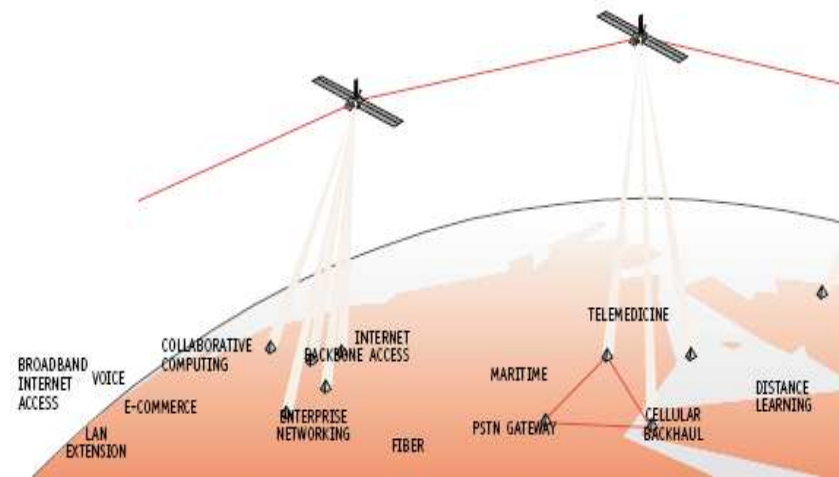 TELEMEDICINE
COLLABORATIVE
COMPUTING
INTERNET
BACKBONE ACCESS
BROADBAND
INTERNET
ACCESS
VOICE
MARITIME
DISTANCE
LEARNING
E-COMMERCE
ENTERPRISE
NETWORKING
PSTN GATEWAY
CELLULAR
BACKHAUL
LAN
EXTENSION
FIBER